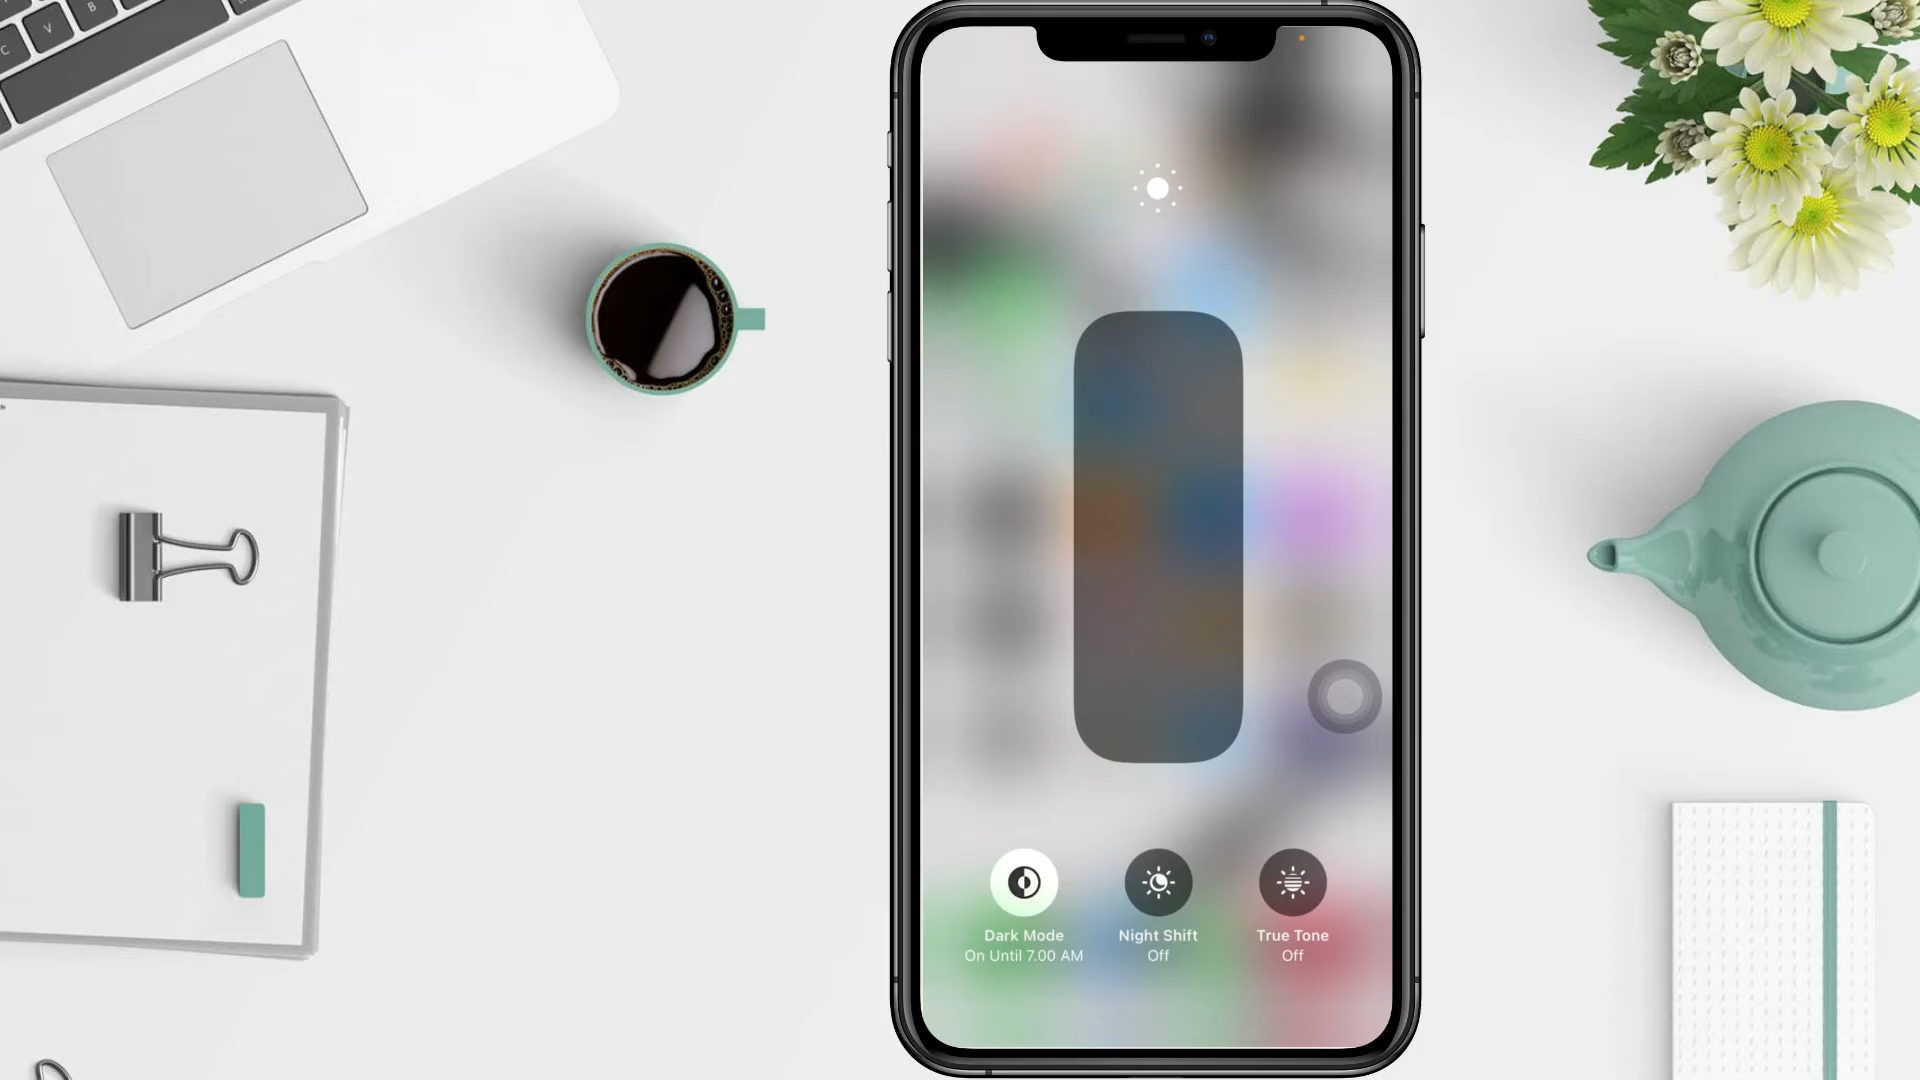 V
B
C
Dark Mode
On Until 7.00 AM
Night Shift
Off
True Tone
Off